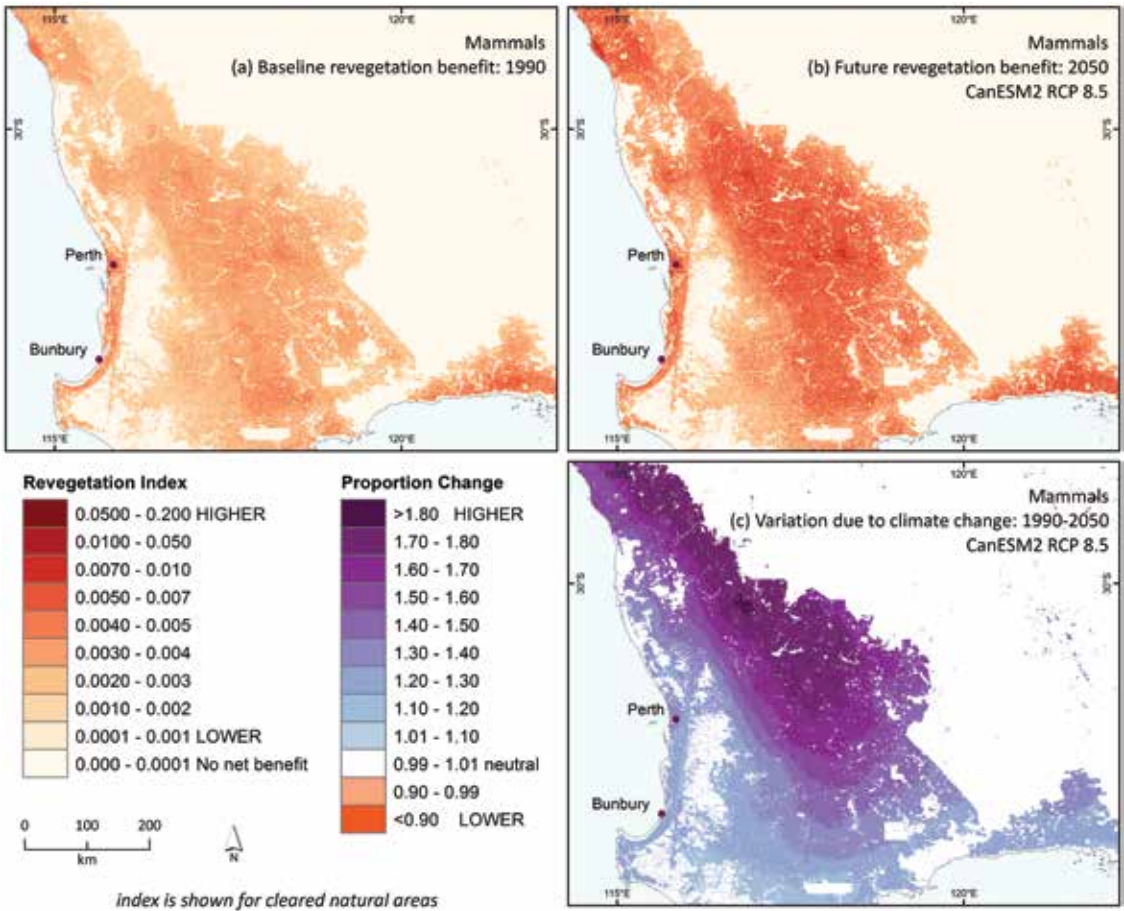 115°E
120°E
Mammals
(a) Baseline revegetation benefit: 1990
30°S
30°S
Perth
Bunbury
115°E
120°E
115°E
120°E
Mammals
(b) Future revegetation benefit: 2050
CanESM2 RCP 8.5
30°S
Perth
Bunbury
115°E
120°E
Revegetation Index
0.0500 - 0.200 HIGHER
0.0100 - 0.050
0.0070 - 0.010
0.0050 - 0.007
0.0040 - 0.005
0.0030 - 0.004
0.0020 - 0.003
0.0010 - 0.002
0.0001 - 0.001 LOWER
0.000 - 0.0001 No net benefit
0 100 200
km
N
index is shown for cleared natural areas
Proportion Change
>1.80 HIGHER
1.70 - 1.80
1.60 - 1.70
1.50 - 1.60
1.40 - 1.50
1.30 - 1.40
1.20 - 1.30
1.10 - 1.20
1.01 - 1.10
0.99 - 1.01 neutral
0.90 - 0.99
<0.90 LOWER
115°E
120°E
Mammals
(c) Variation due to climate change: 1990-2050
CanESM2 RCP 8.5
30°S
30°S
Perth
Bunbury
115°E
120°E